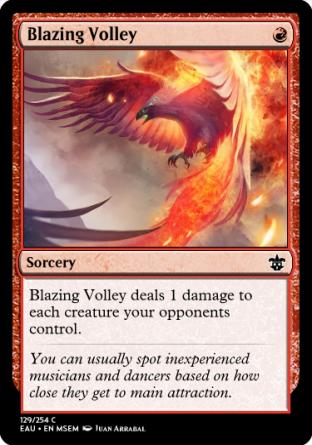 Blazing Volley
Sorcery
Blazing Volley deals 1 damage to
each creature your opponents
control.
You can usually spot inexperienced
musicians and dancers based on how
close they get to main attraction.
129/254 C
EAU • EN MSEM Juan Arrabal